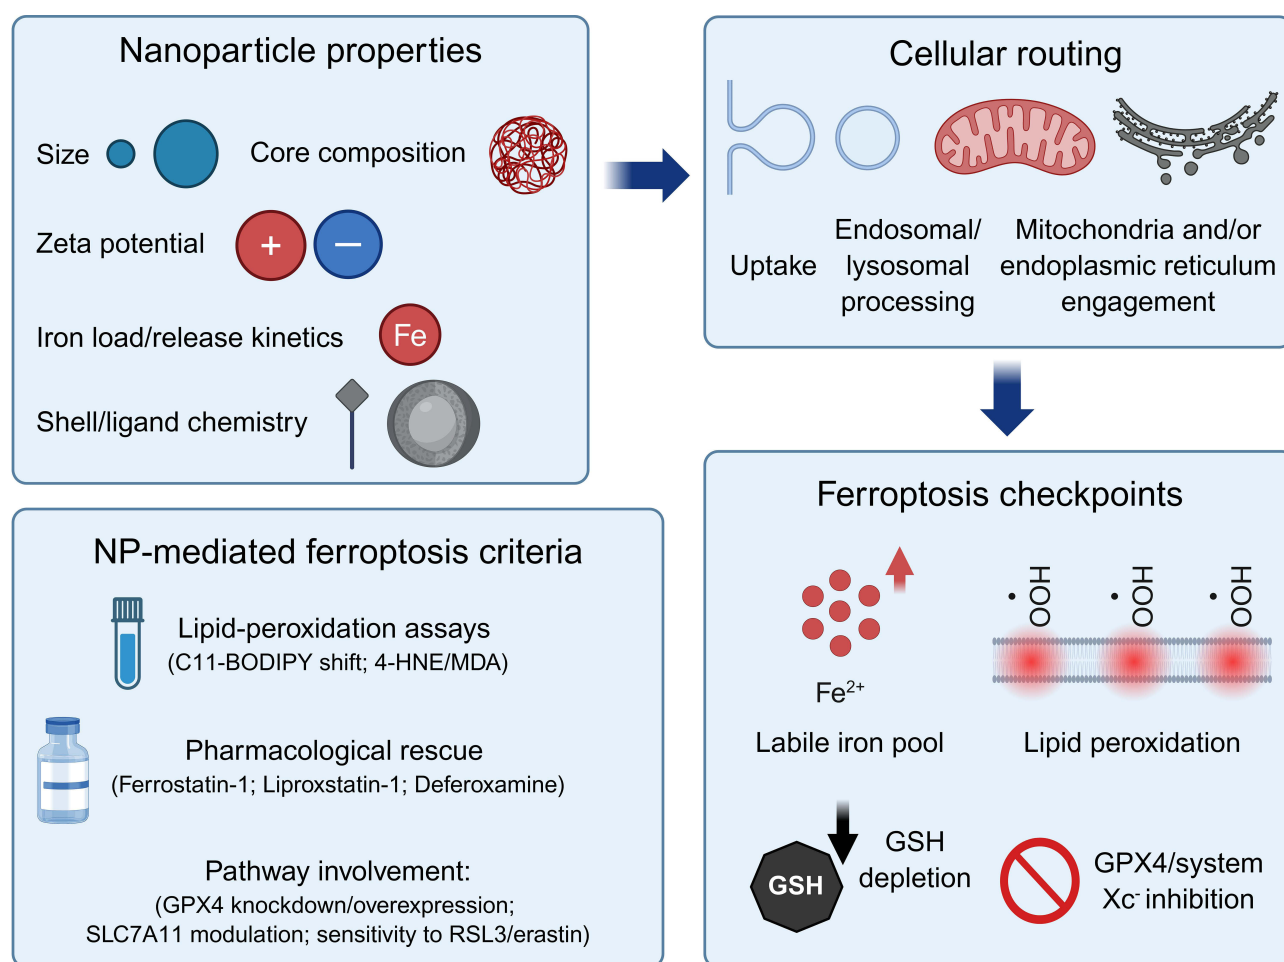 Nanoparticle properties
Size
Core composition
Zeta potential
+
−
Iron load/release kinetics
Fe
Shell/ligand chemistry
Cellular routing
Uptake
Endosomal/
lysosomal
processing
Mitochondria and/or
endoplasmic reticulum
engagement
NP-mediated ferroptosis criteria
Lipid-peroxidation assays
(C11-BODIPY shift; 4-HNE/MDA)
Pharmacological rescue
(Ferrostatin-1; Liproxstatin-1; Deferoxamine)
Pathway involvement:
(GPX4 knockdown/overexpression;
SLC7A11 modulation; sensitivity to RSL3/erastin)
Ferroptosis checkpoints
Fe²⁺
Labile iron pool
•OOH
•OOH
•OOH
Lipid peroxidation
GSH
GSH
depletion
GPX4/system
Xc⁻ inhibition